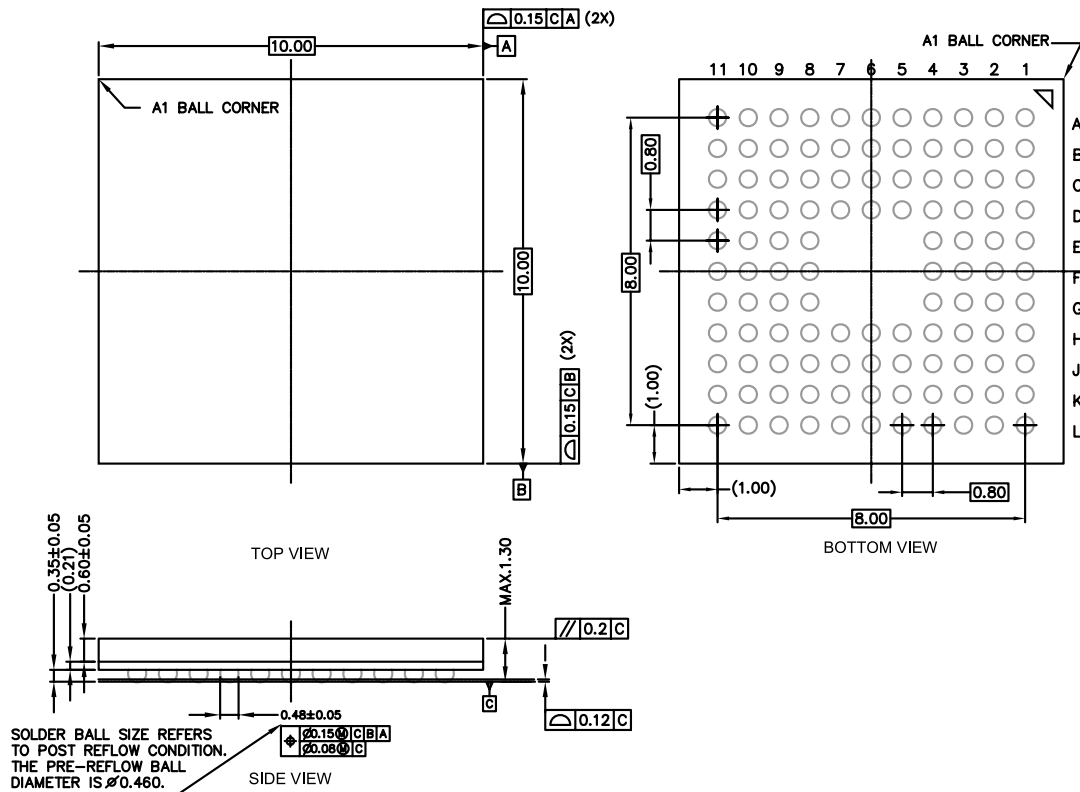 ⌓ 0.15 C A (2X)
10.00
A
A1 BALL CORNER
10.00
⌓ 0.15 C B (2X)
B
TOP VIEW
A1 BALL CORNER
11 10 9 8 7 6 5 4 3 2 1
A
B
C
D
E
F
G
H
J
K
L
0.80
8.00
(1.00)
(1.00)
0.80
8.00
BOTTOM VIEW
0.35±0.05
(0.21)
0.60±0.05
MAX.1.30
// 0.2 C
C
⌓ 0.12 C
0.48±0.05
⌖ Ø0.15Ⓜ C B A
Ø0.08Ⓜ C
SOLDER BALL SIZE REFERS
TO POST REFLOW CONDITION.
THE PRE-REFLOW BALL
DIAMETER IS Ø0.460.
SIDE VIEW